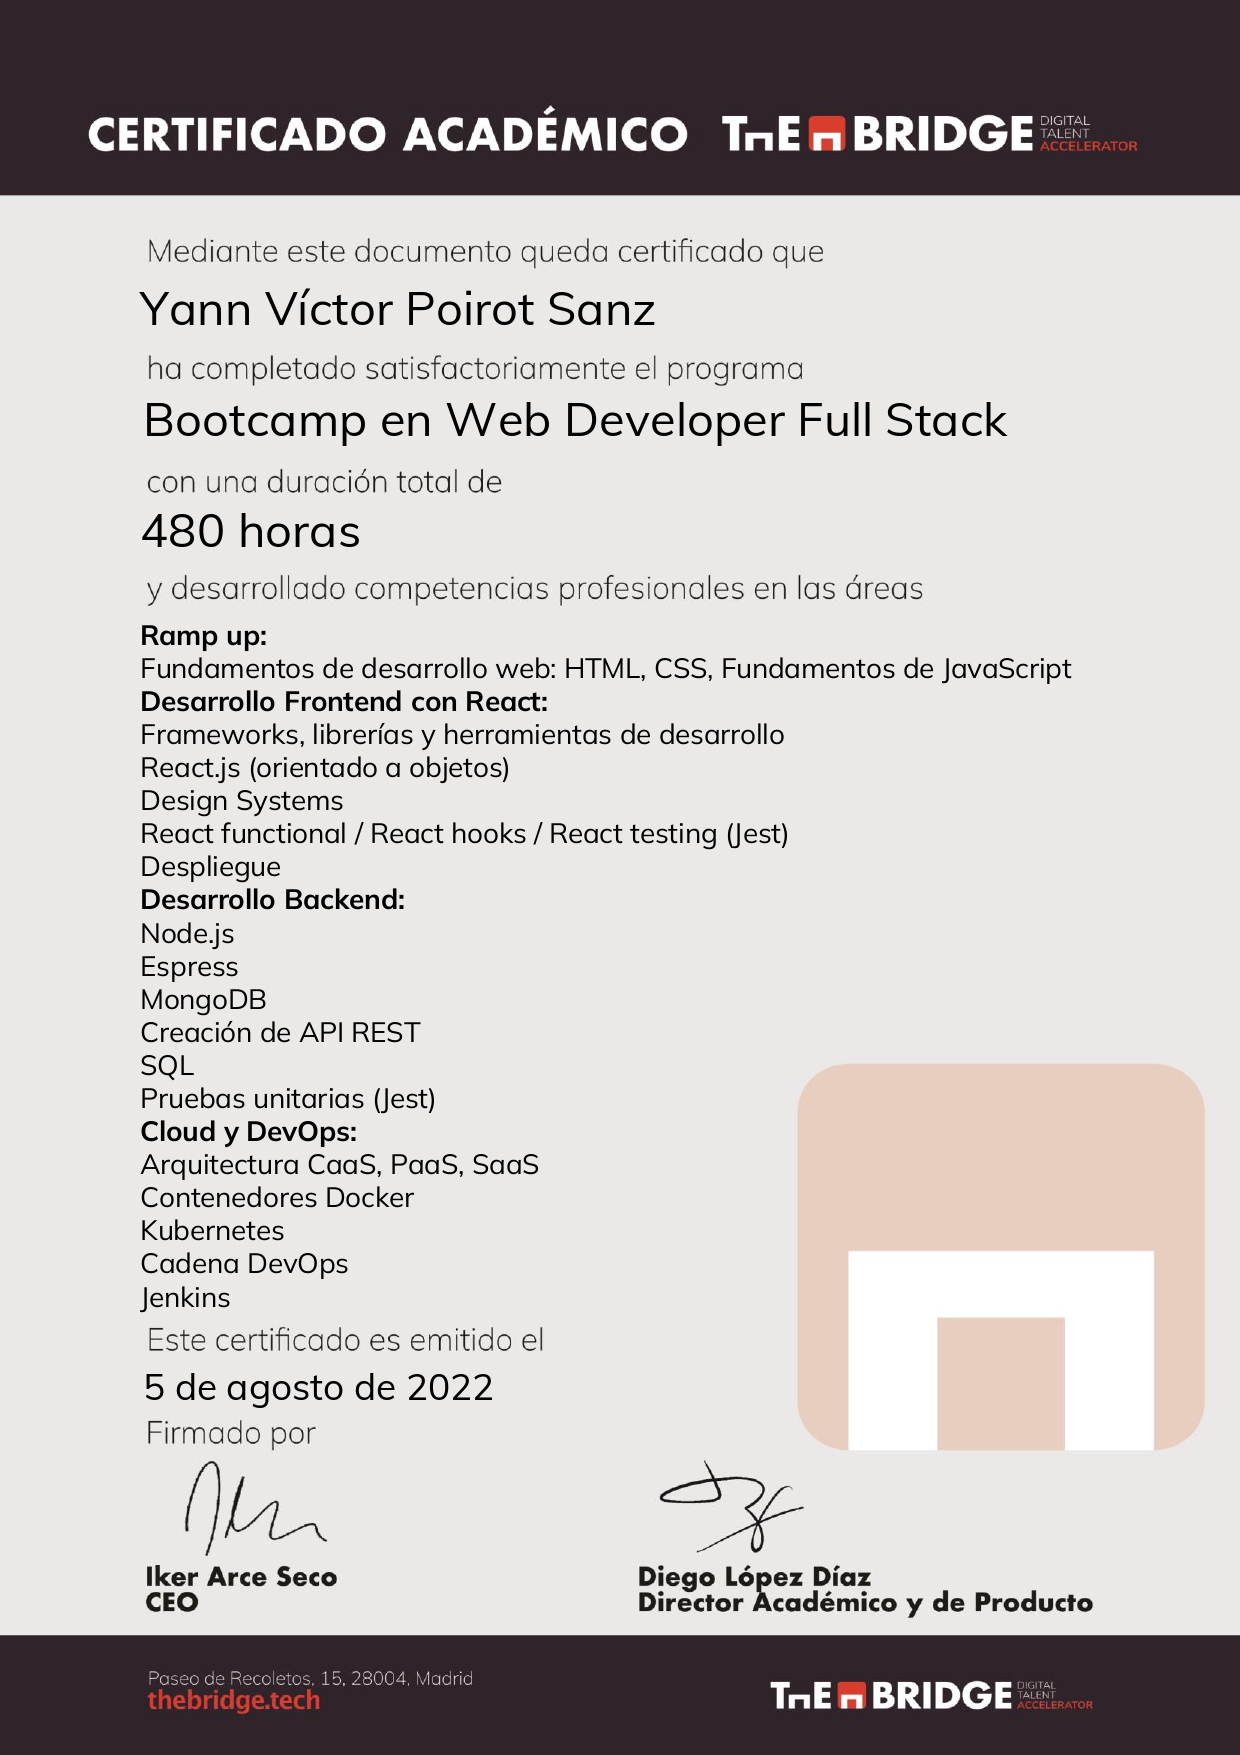 CERTIFICADO ACADÉMICO THE BRIDGE DIGITAL TALENT ACCELERATOR
Mediante este documento queda certificado que
Yann Víctor Poirot Sanz
ha completado satisfactoriamente el programa
Bootcamp en Web Developer Full Stack
con una duración total de
480 horas
y desarrollado competencias profesionales en las áreas
Ramp up:
Fundamentos de desarrollo web: HTML, CSS, Fundamentos de JavaScript
Desarrollo Frontend con React:
Frameworks, librerías y herramientas de desarrollo
React.js (orientado a objetos)
Design Systems
React functional / React hooks / React testing (Jest)
Despliegue
Desarrollo Backend:
Node.js
Espress
MongoDB
Creación de API REST
SQL
Pruebas unitarias (Jest)
Cloud y DevOps:
Arquitectura CaaS, PaaS, SaaS
Contenedores Docker
Kubernetes
Cadena DevOps
Jenkins
Este certificado es emitido el
5 de agosto de 2022
Firmado por
Iker Arce Seco
CEO
Diego López Díaz
Director Académico y de Producto
Paseo de Recoletos, 15, 28004, Madrid
thebridge.tech
THE BRIDGE DIGITAL TALENT ACCELERATOR